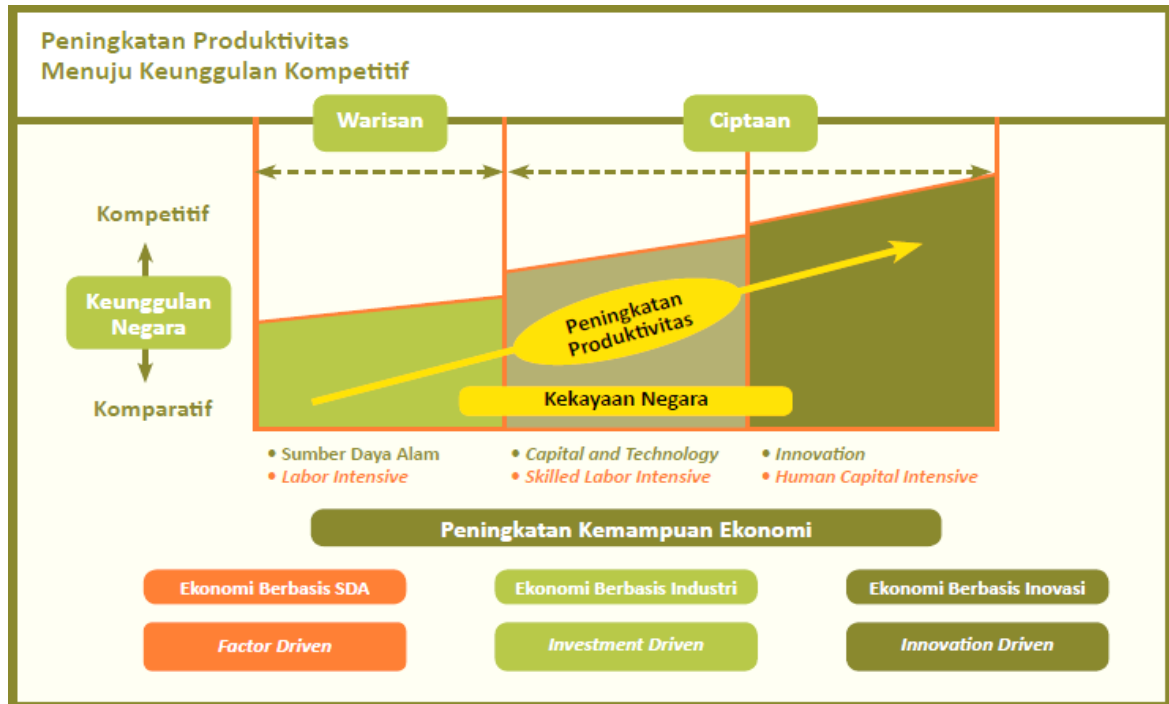 Peningkatan Produktivitas
Menuju Keunggulan Kompetitif
Warisan
Ciptaan
Kompetitif
Keunggulan
Negara
Komparatif
Peningkatan
Produktivitas
Kekayaan Negara
• Sumber Daya Alam
• Labor Intensive
• Capital and Technology
• Skilled Labor Intensive
• Innovation
• Human Capital Intensive
Peningkatan Kemampuan Ekonomi
Ekonomi Berbasis SDA
Ekonomi Berbasis Industri
Ekonomi Berbasis Inovasi
Factor Driven
Investment Driven
Innovation Driven